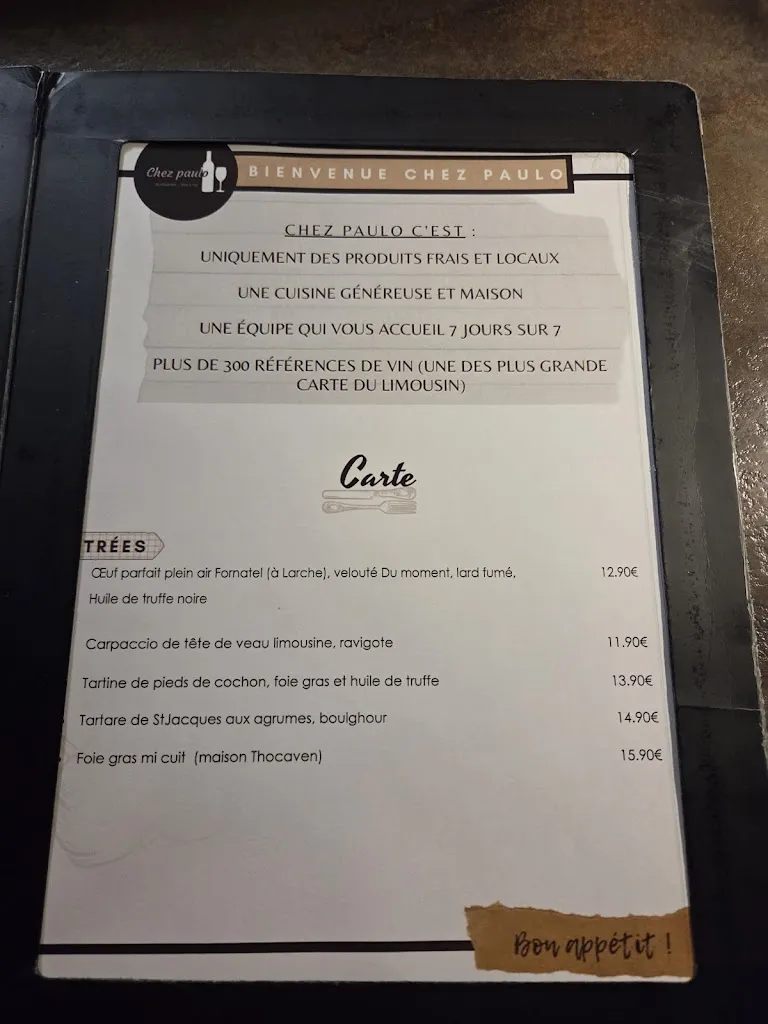 Chez paulo
BIENVENUE CHEZ PAULO
CHEZ PAULO C'EST :
UNIQUEMENT DES PRODUITS FRAIS ET LOCAUX
UNE CUISINE GÉNÉREUSE ET MAISON
UNE ÉQUIPE QUI VOUS ACCUEIL 7 JOURS SUR 7
PLUS DE 300 RÉFÉRENCES DE VIN (UNE DES PLUS GRANDE
CARTE DU LIMOUSIN)
Carte
TRÉES
Œuf parfait plein air Fornatel (à Larche), velouté Du moment, lard fumé, 12.90€
Huile de truffe noire
Carpaccio de tête de veau limousine, ravigote 11.90€
Tartine de pieds de cochon, foie gras et huile de truffe 13.90€
Tartare de StJacques aux agrumes, boulghour 14.90€
Foie gras mi cuit (maison Thocaven) 15.90€
Bon appétit !